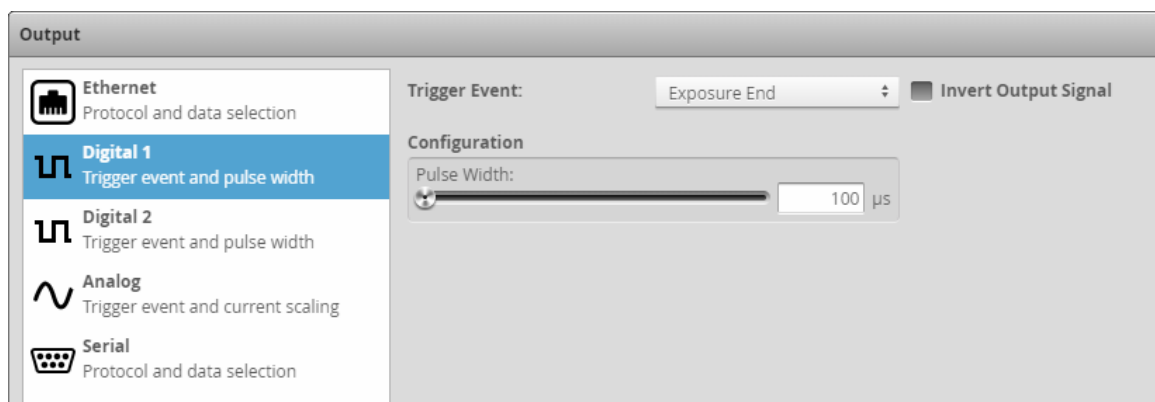 Output
Ethernet
Protocol and data selection
Digital 1
Trigger event and pulse width
Digital 2
Trigger event and pulse width
Analog
Trigger event and current scaling
Serial
Protocol and data selection
Trigger Event: Exposure End Invert Output Signal
Configuration
Pulse Width:
100 µs